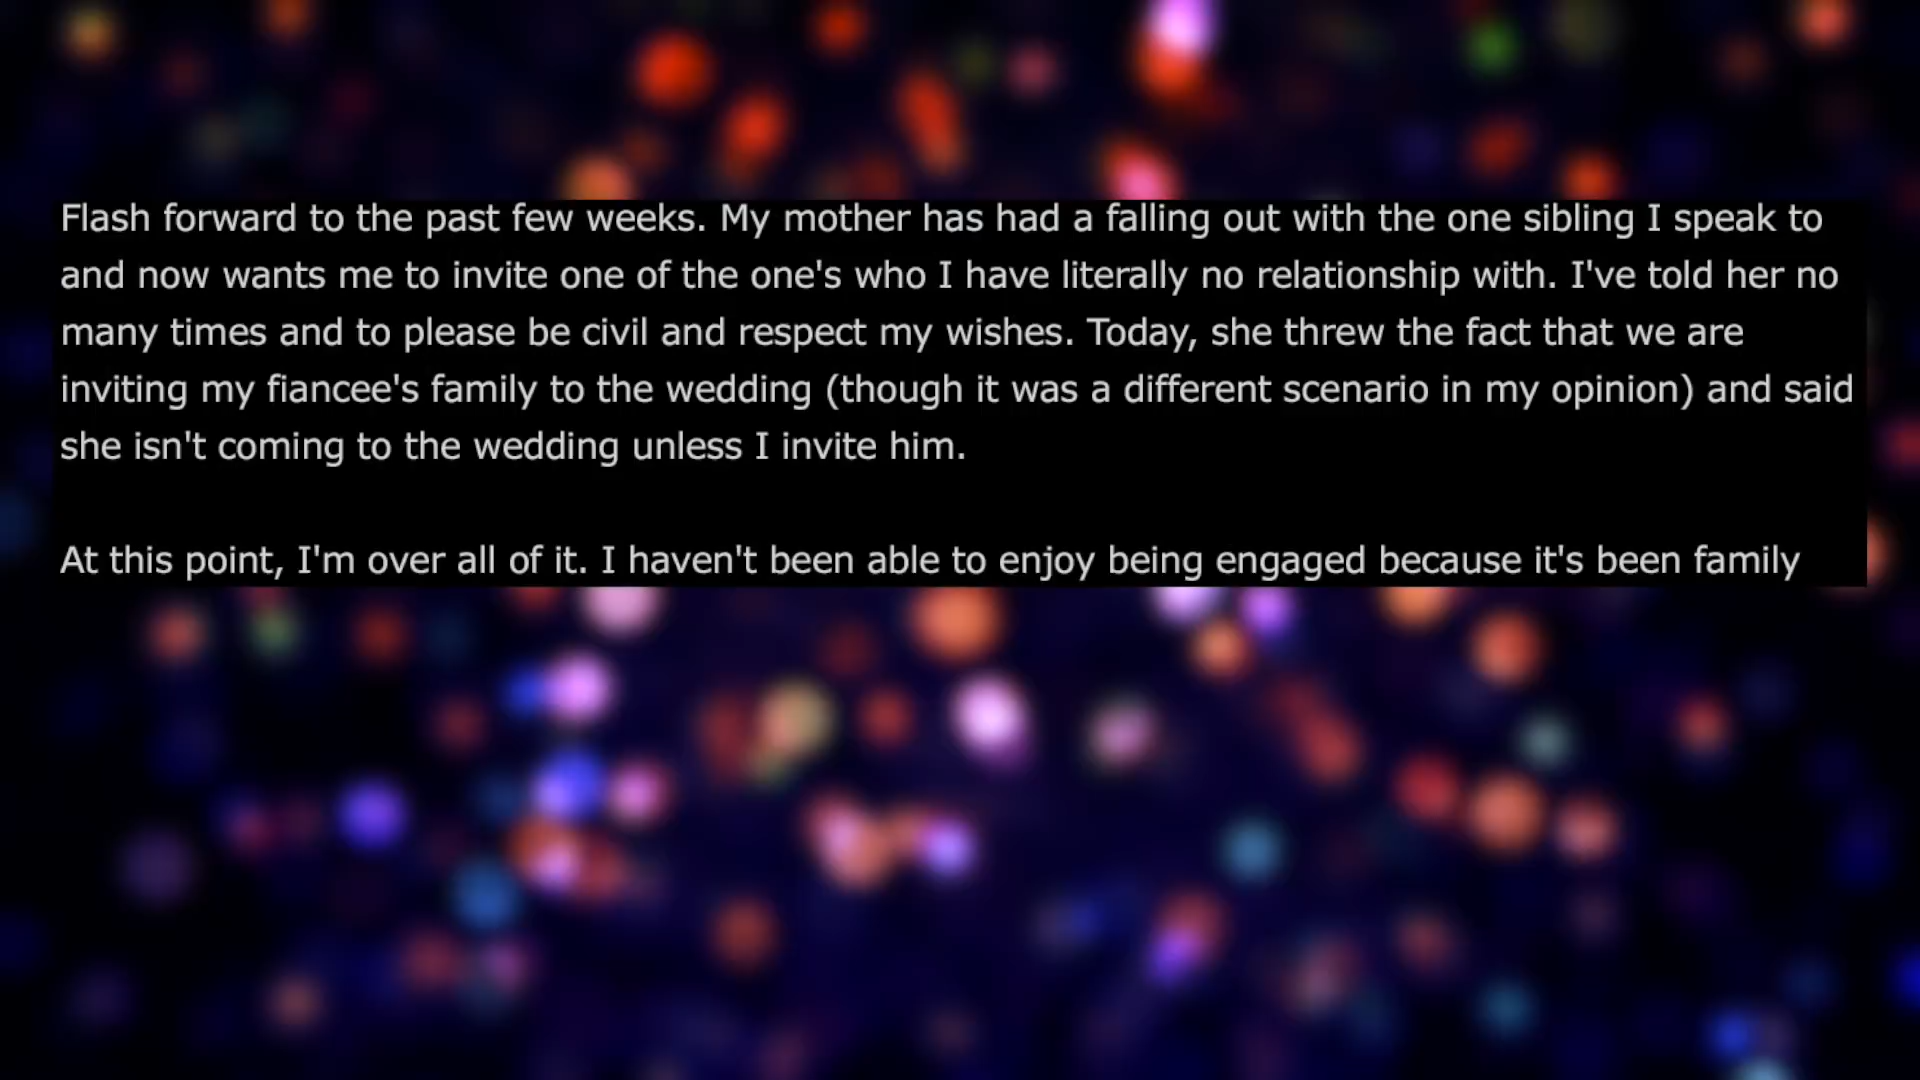 Flash forward to the past few weeks. My mother has had a falling out with the one sibling I speak to
and now wants me to invite one of the one's who I have literally no relationship with. I've told her no
many times and to please be civil and respect my wishes. Today, she threw the fact that we are
inviting my fiancee's family to the wedding (though it was a different scenario in my opinion) and said
she isn't coming to the wedding unless I invite him.
At this point, I'm over all of it. I haven't been able to enjoy being engaged because it's been family